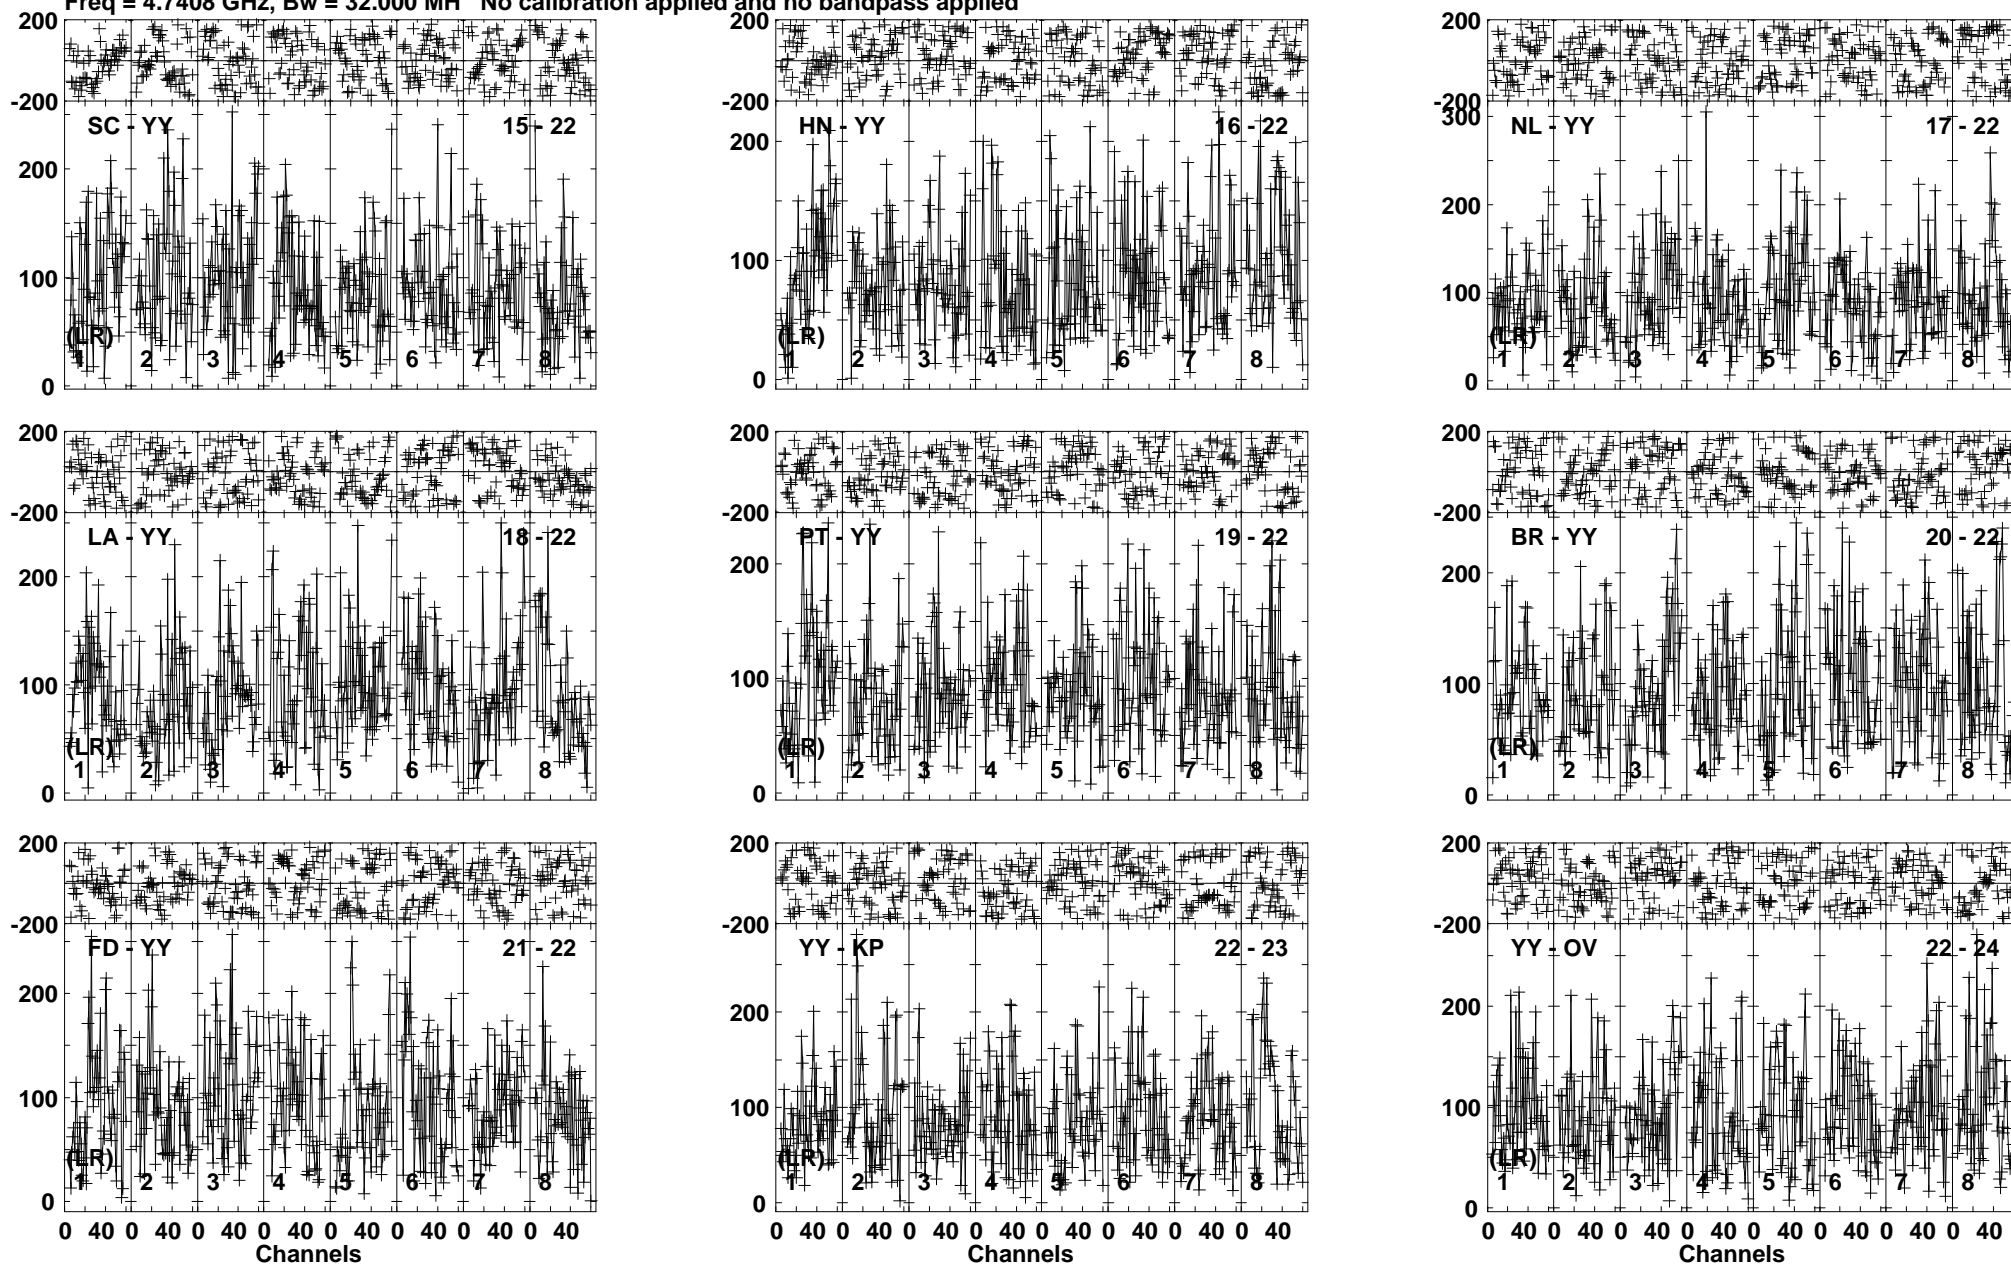 Freq = 4.7408 GHz, Bw = 32.000 MH No calibration applied and no bandpass applied
200 200 200
-200 -200 -200
SC - YY 15 - 22 HN - YY 16 - 22 NL - YY 17 - 22
300
200 200 200
100 100 100
(LR) (LR) (LR)
1 2 3 4 5 6 7 8 1 2 3 4 5 6 7 8 1 2 3 4 5 6 7 8
0 0 0
200 200 200
-200 -200 -200
LA - YY 18 - 22 PT - YY 19 - 22 BR - YY 20 - 22
200 200 200
100 100 100
(LR) (LR) (LR)
1 2 3 4 5 6 7 8 1 2 3 4 5 6 7 8 1 2 3 4 5 6 7 8
0 0 0
200 200 200
-200 -200 -200
FD - YY 21 - 22 YY - KP 22 - 23 YY - OV 22 - 24
200 200 200
100 100 100
(LR) (LR) (LR)
1 2 3 4 5 6 7 8 1 2 3 4 5 6 7 8 1 2 3 4 5 6 7 8
0 0 0
0 40 0 40 0 40 0 40 0 40 0 40 0 40 0 40 0 40 0 40 0 40 0 40 0 40 0 40 0 40 0 40 0 40 0 40 0 40 0 40 0 40 0 40 0 40 0 40
Channels Channels Channels